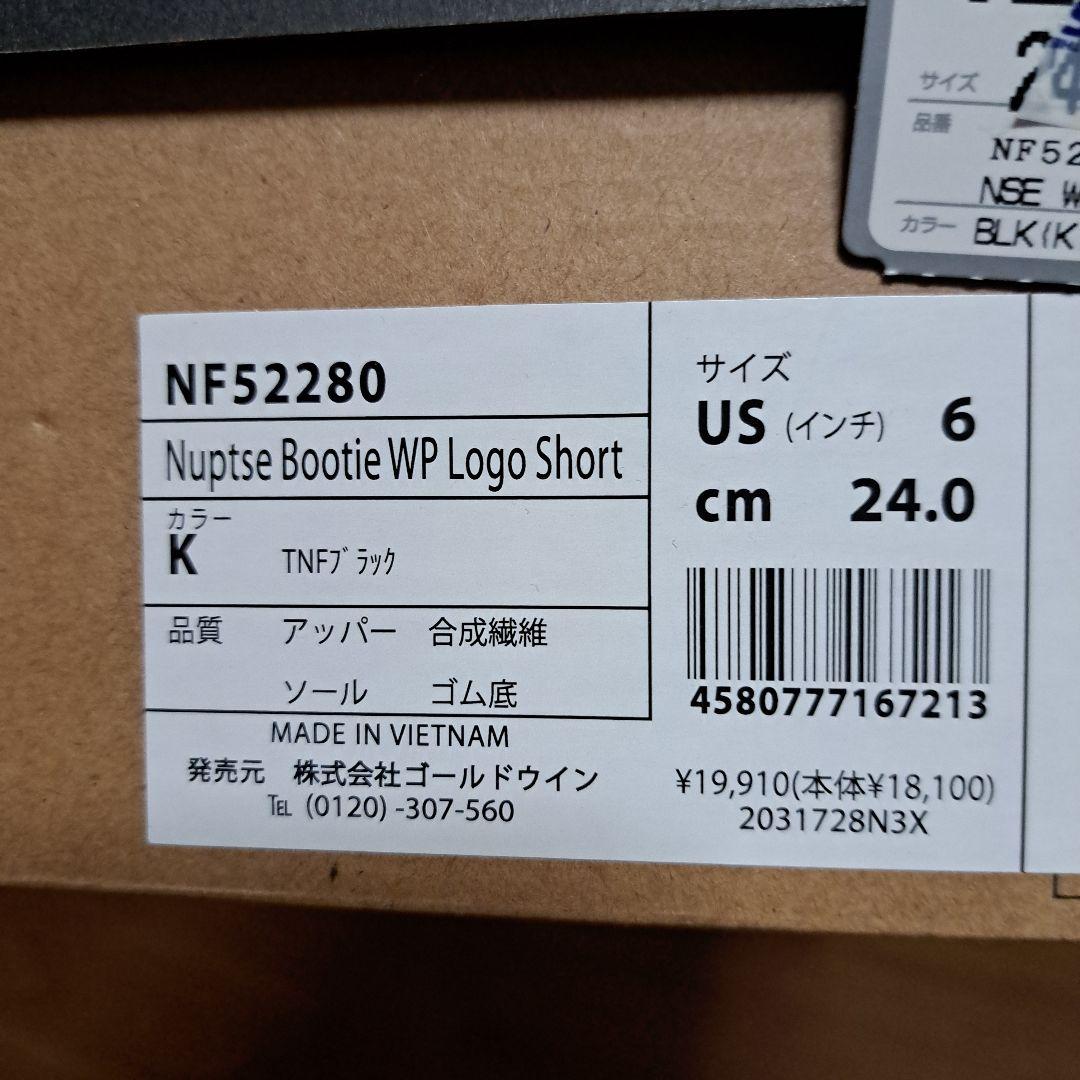 サイズ
品番
NF52
NSE W
カラー BLK(K
NF52280
Nuptse Bootie WP Logo Short
カラー
K TNFﾌﾞﾗｯｸ
品質 アッパー 合成繊維
ソール ゴム底
MADE IN VIETNAM
発売元 株式会社ゴールドウイン
℡ (0120) -307-560
サイズ
US (インチ) 6
cm 24.0
4580777167213
¥19,910(本体¥18,100)
2031728N3X